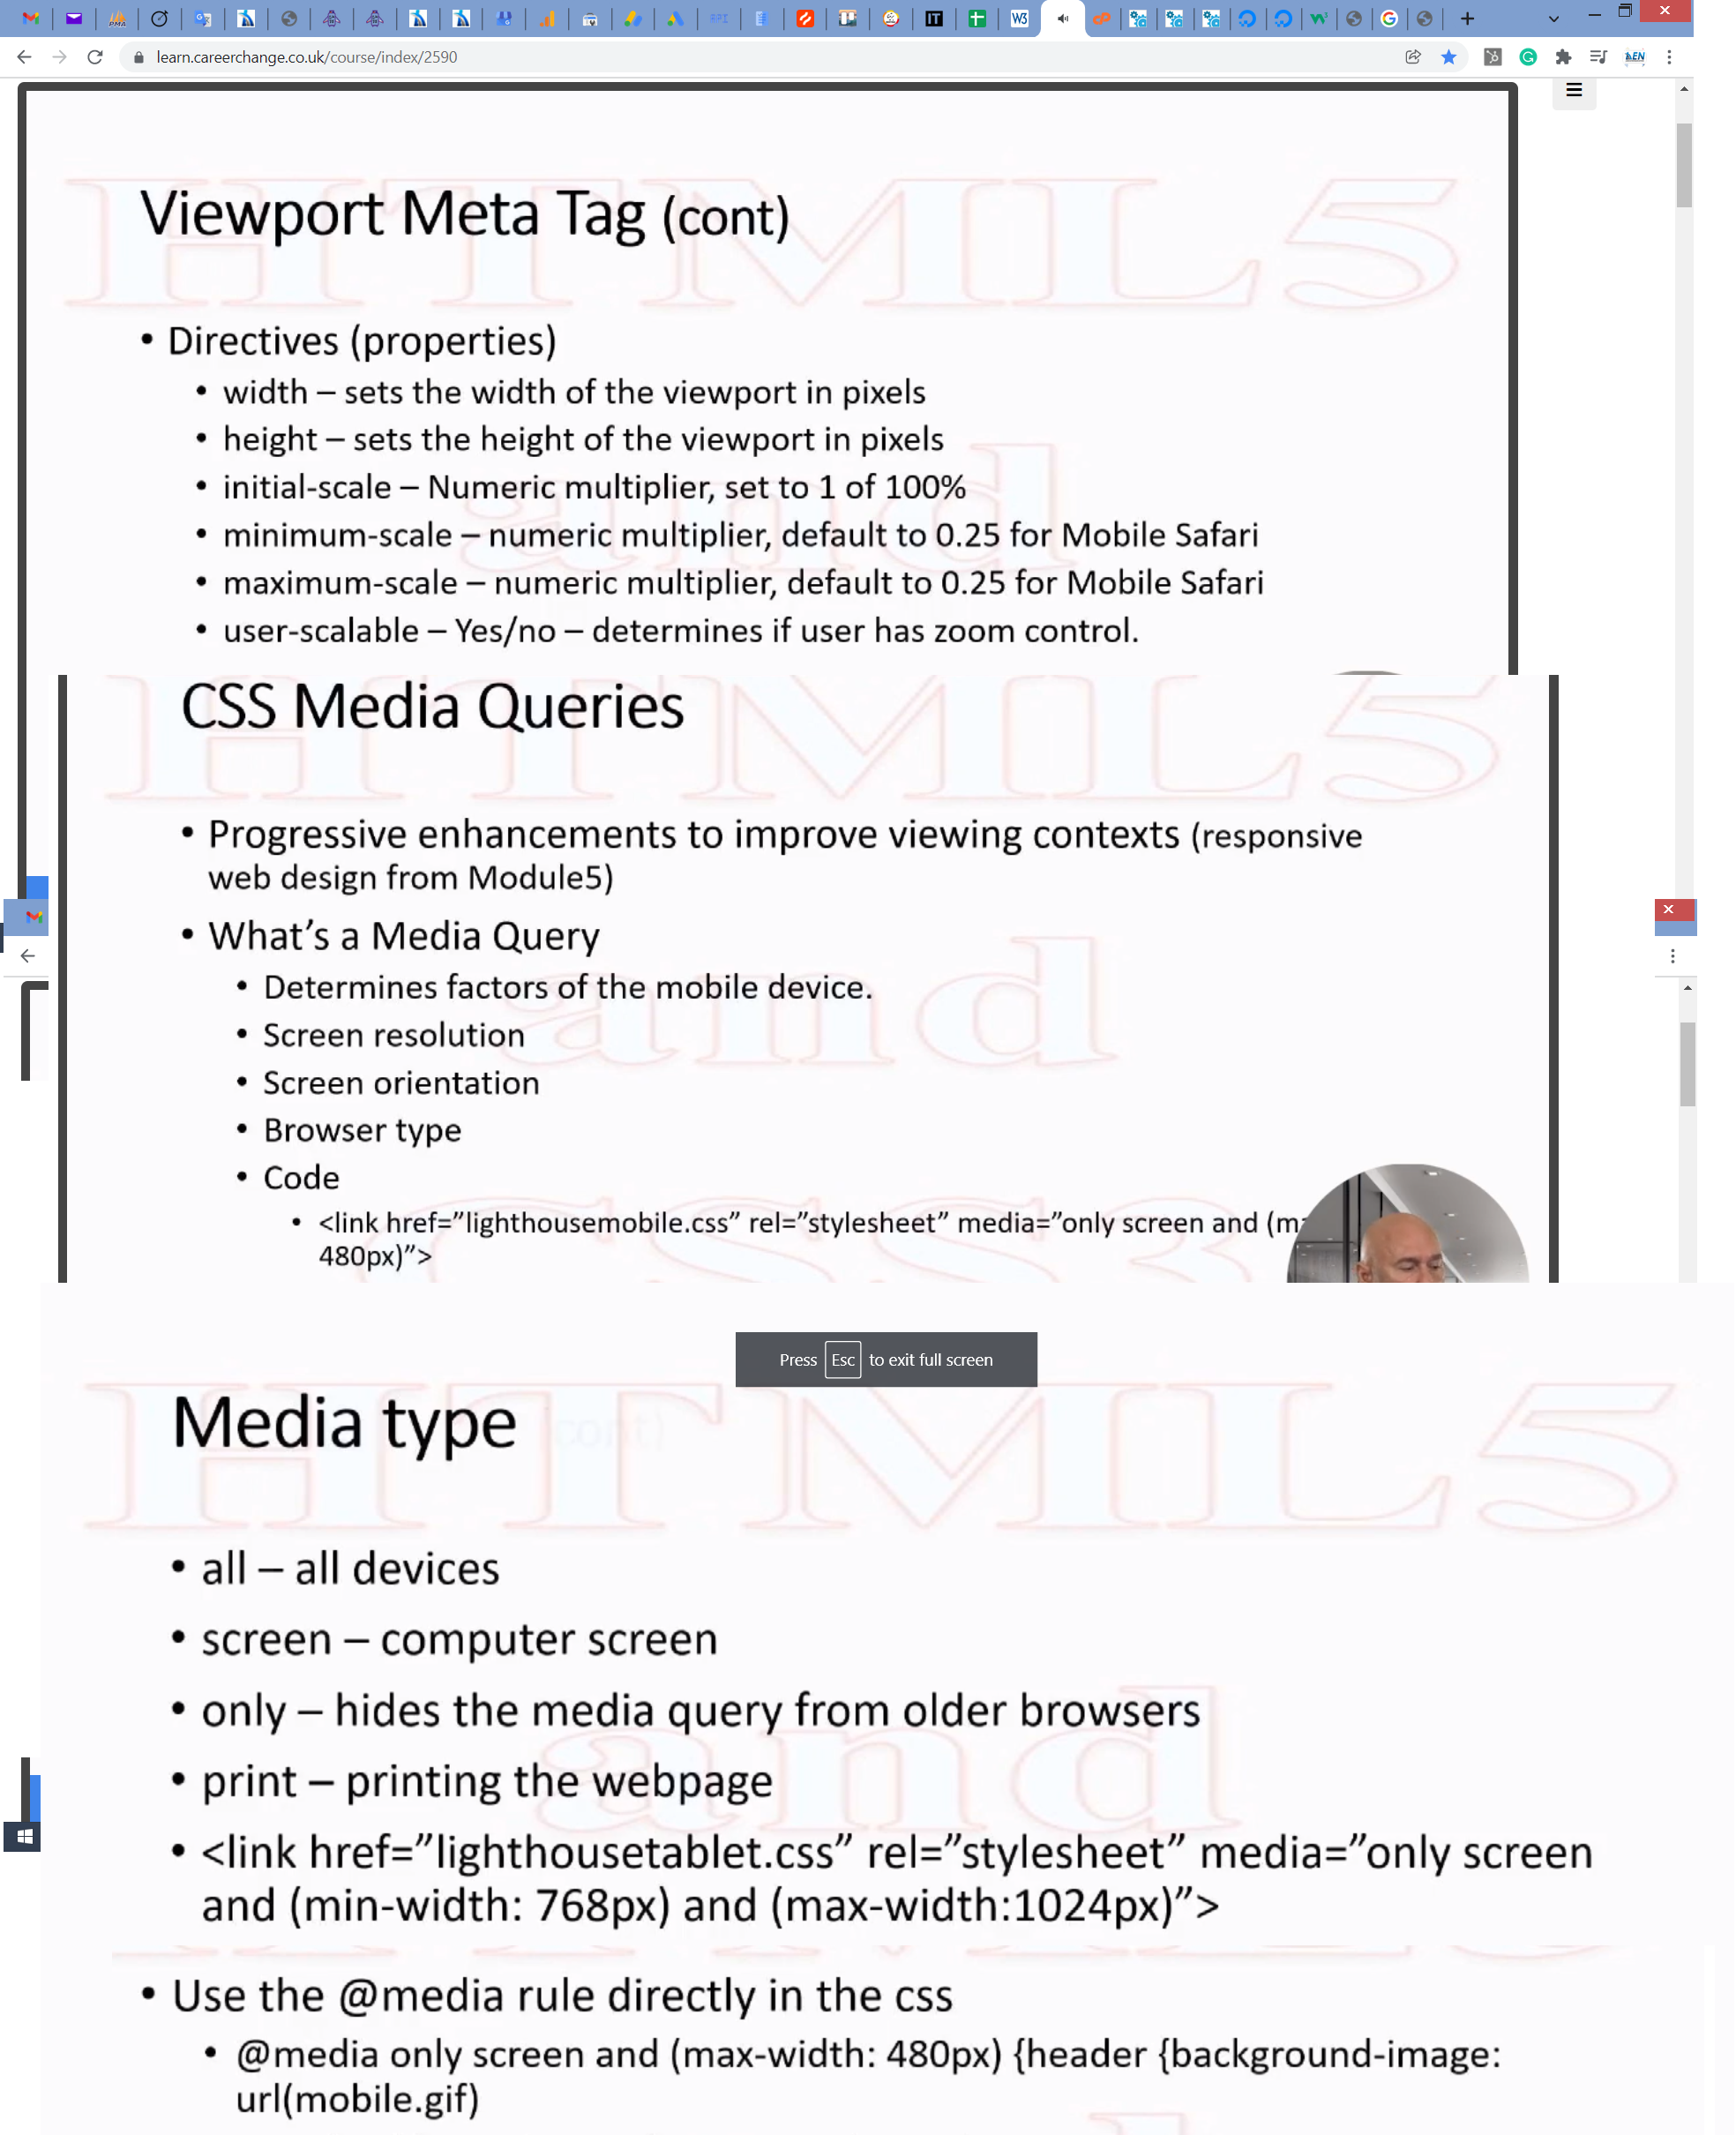 learn.careerchange.co.uk/course/index/2590
HTML5
Viewport Meta Tag (cont)
• Directives (properties)
• width – sets the width of the viewport in pixels
• height – sets the height of the viewport in pixels
• initial-scale – Numeric multiplier, set to 1 of 100%
and
• minimum-scale – numeric multiplier, default to 0.25 for Mobile Safari
• maximum-scale – numeric multiplier, default to 0.25 for Mobile Safari
• user-scalable – Yes/no – determines if user has zoom control.
HTML5
CSS Media Queries
• Progressive enhancements to improve viewing contexts (responsive
web design from Module5)
• What’s a Media Query
and
• Determines factors of the mobile device.
• Screen resolution
• Screen orientation
• Browser type
• Code
CSS3
• <link href=”lighthousemobile.css” rel=”stylesheet” media=”only screen and (ma
480px)”>
Press Esc to exit full screen
HTML5
Media type (cont)
• all – all devices
• screen – computer screen
• only – hides the media query from older browsers
and
• print – printing the webpage
• <link href=”lighthousetablet.css” rel=”stylesheet” media=”only screen
and (min-width: 768px) and (max-width:1024px)”>
• Use the @media rule directly in the css
• @media only screen and (max-width: 480px) {header {background-image:
url(mobile.gif)